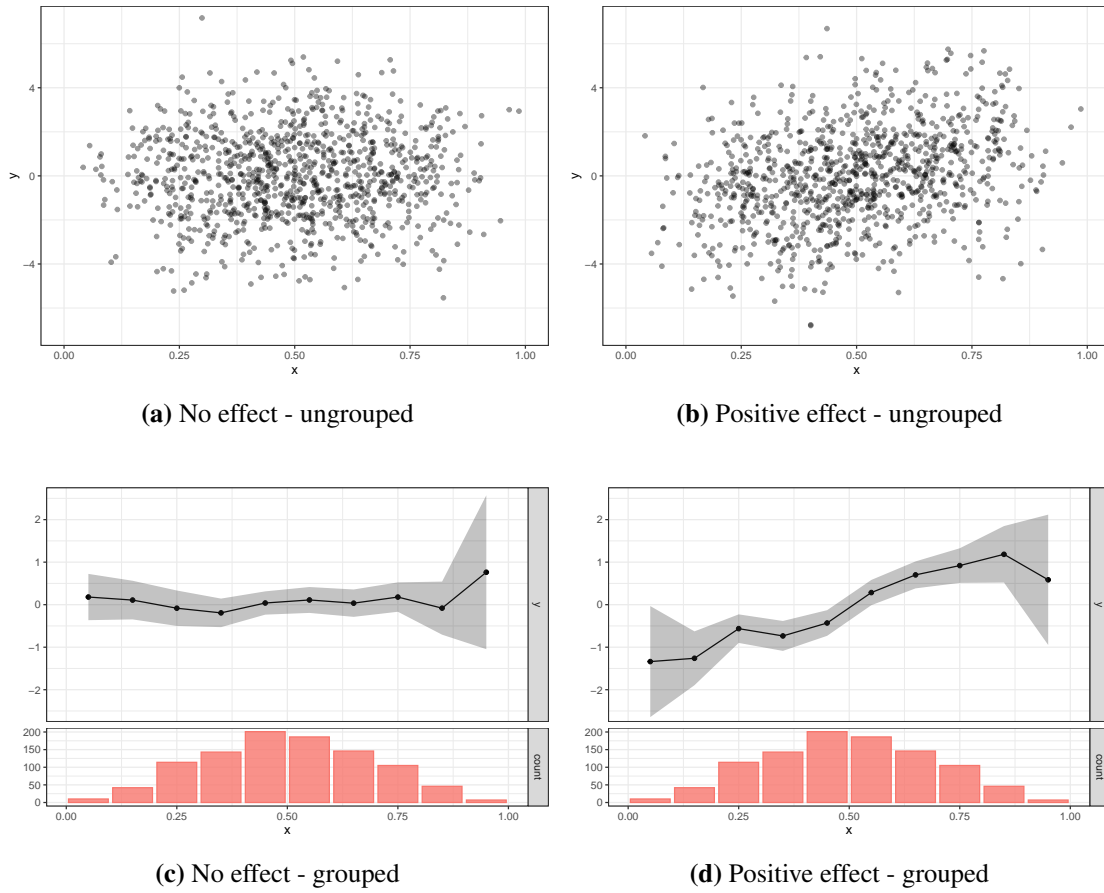 4
0
−4
y
0.00 0.25 0.50 0.75 1.00
x
(a) No effect - ungrouped
4
0
−4
y
0.00 0.25 0.50 0.75 1.00
x
(b) Positive effect - ungrouped
2
1
0
−1
−2
y
200
150
100
50
0
count
0.00 0.25 0.50 0.75 1.00
x
(c) No effect - grouped
2
1
0
−1
−2
y
200
150
100
50
0
count
0.00 0.25 0.50 0.75 1.00
x
(d) Positive effect - grouped